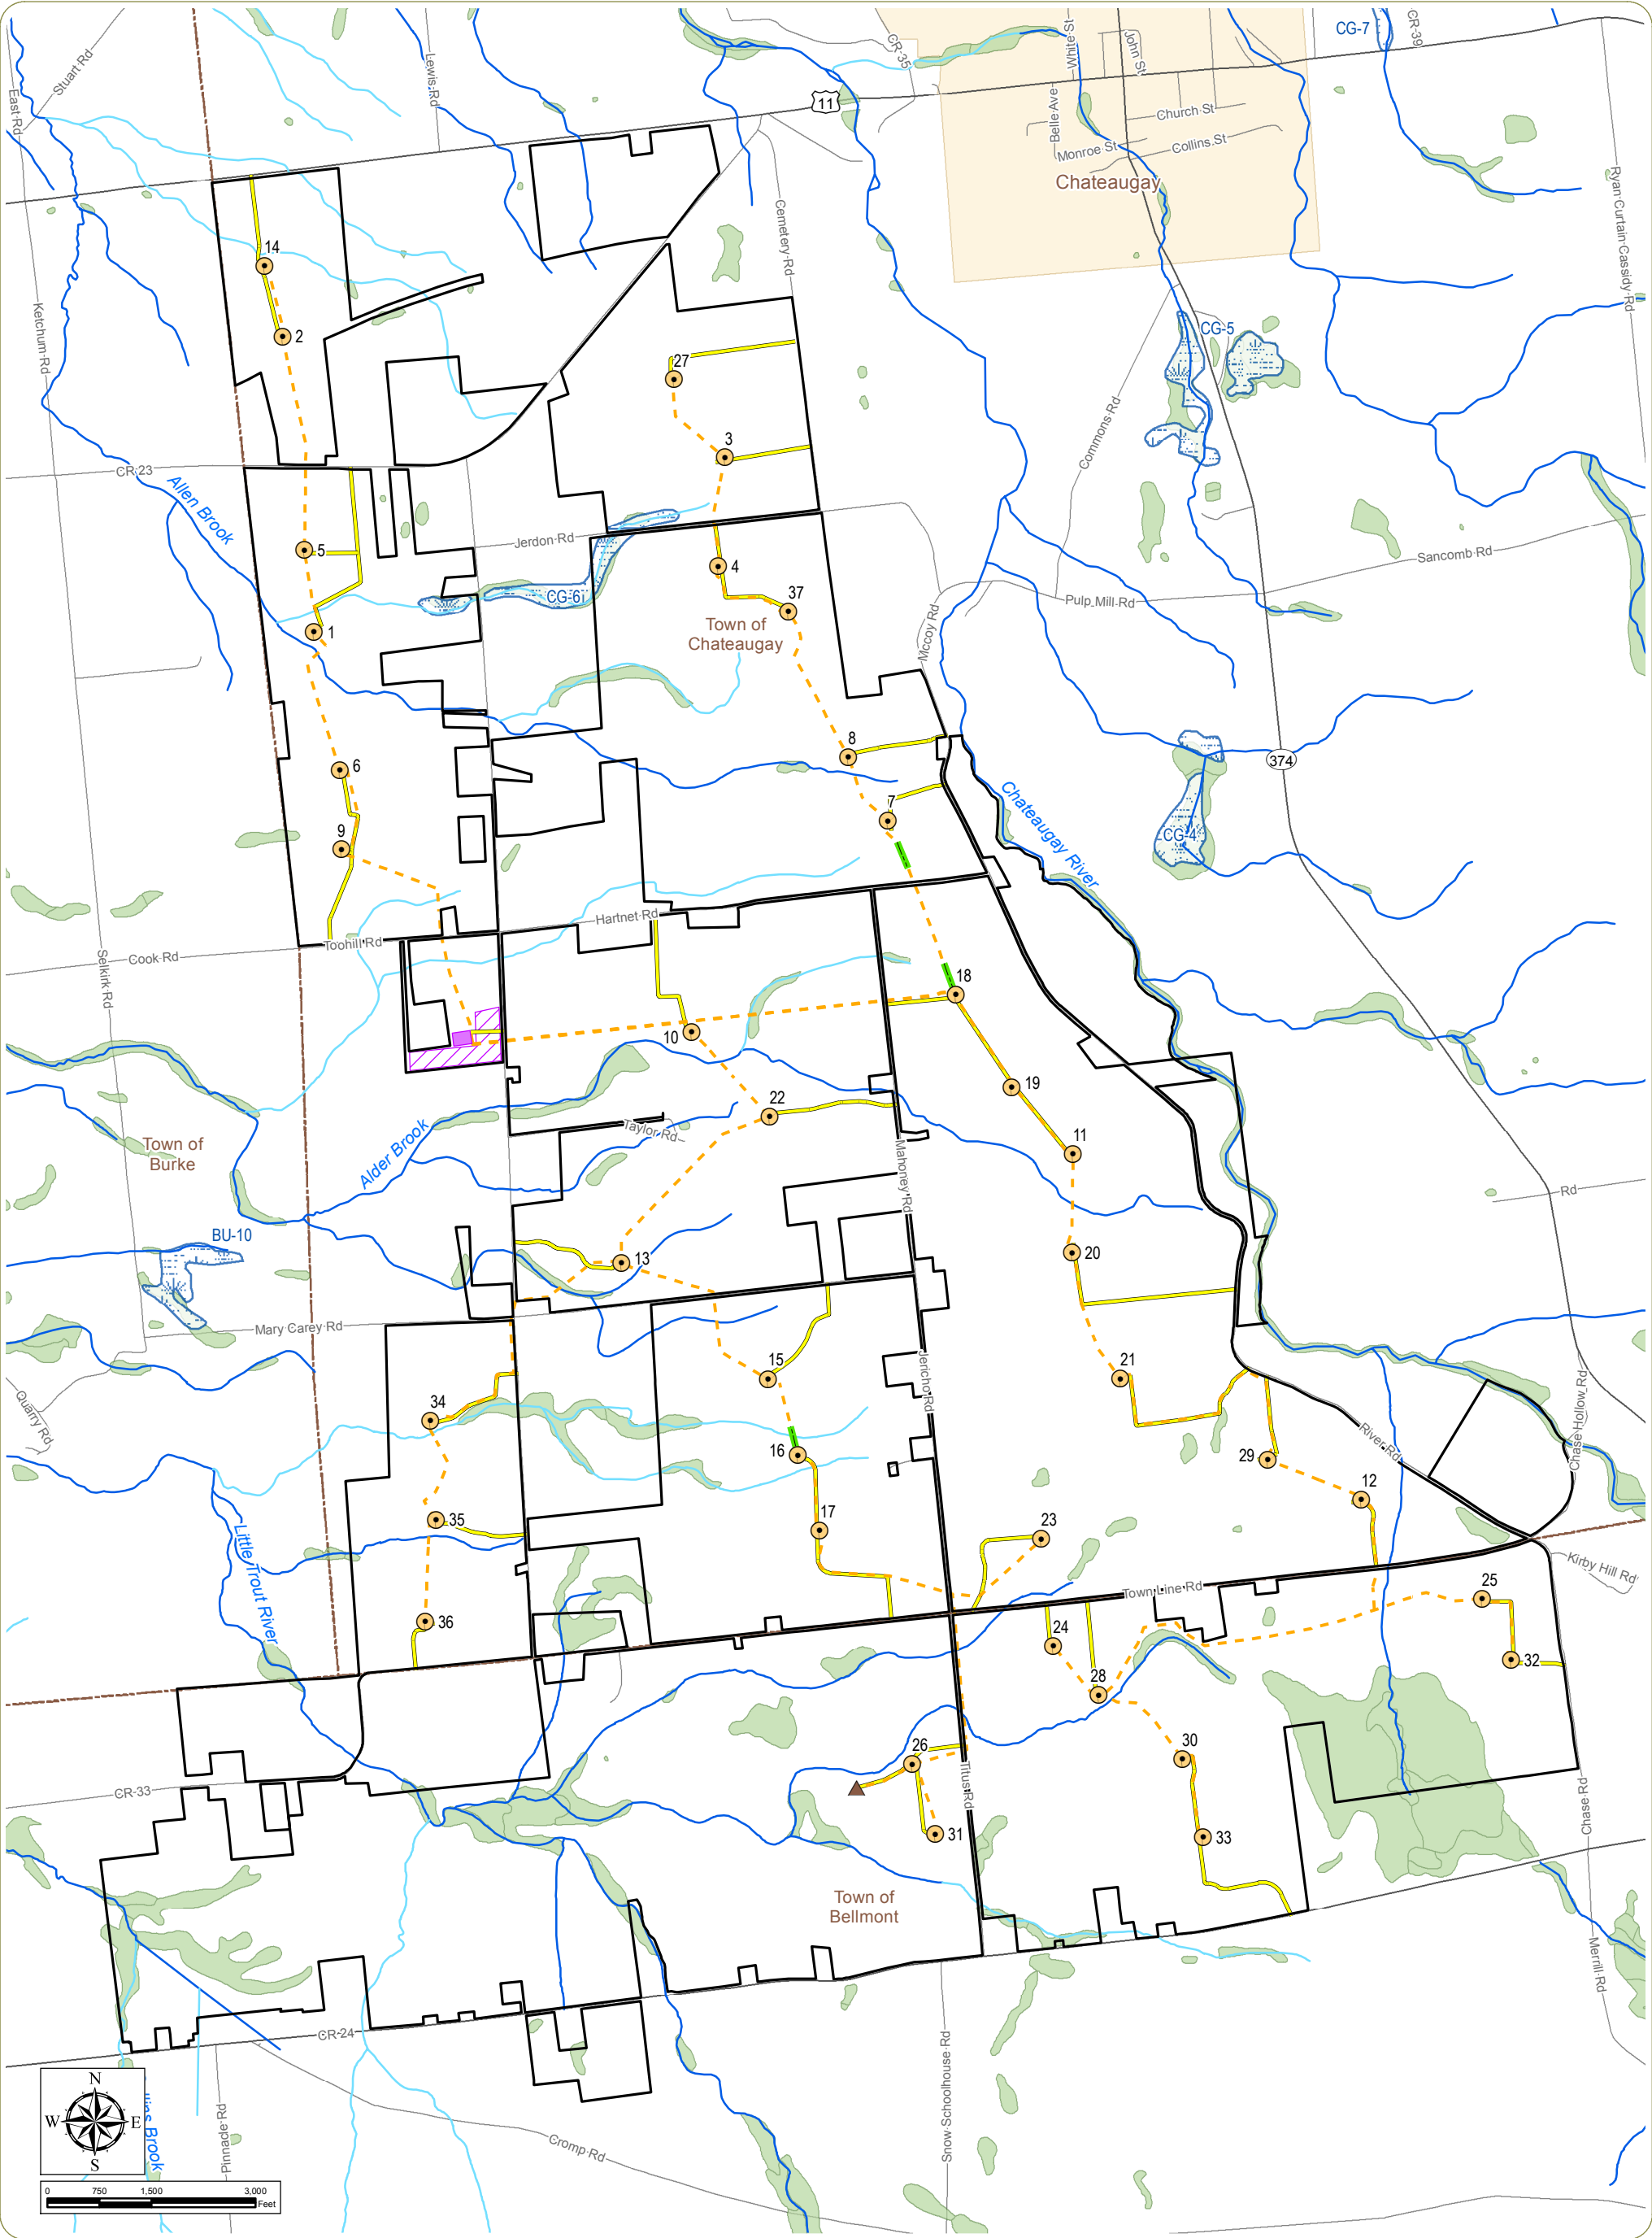 CG-7
CR-39
CR-35
White St
John St
Stuart Rd
Lewis Rd
East Rd
11
Belle Ave
Church St
Monroe St
Collins St
Chateaugay
Ryan Curtain Cassidy Rd
Cemetery Rd
14
2
Ketchum Rd
CG-5
27
3
Commons Rd
CR-23
Allen Brook
Jerdon Rd
Sancomb Rd
5
4
CG-6
37
Pulp Mill Rd
Mccoy Rd
1
Town of
Chateaugay
8
6
374
7
Chateaugay River
9
CG-4
Hartnet Rd
Toohill Rd
Cook Rd
Selkirk Rd
18
10
19
22
Taylor Rd
Alder Brook
Town of
Burke
11
Mahoney Rd
Rd
BU-10
20
13
Mary Carey Rd
15
21
Jericho Rd
Chase Hollow Rd
34
Quarry Rd
River Rd
16
29
12
35
17
23
Little Trout River
Kirby Hill Rd
Town Line Rd
25
36
24
32
28
30
26
CR-33
Titus Rd
Chase Rd
31
33
Town of
Bellmont
Merrill Rd
CR-24
Snow Schoolhouse Rd
N
W E
S
Brook
Pinnacle Rd
Cromp Rd
0 750 1,500 3,000
Feet